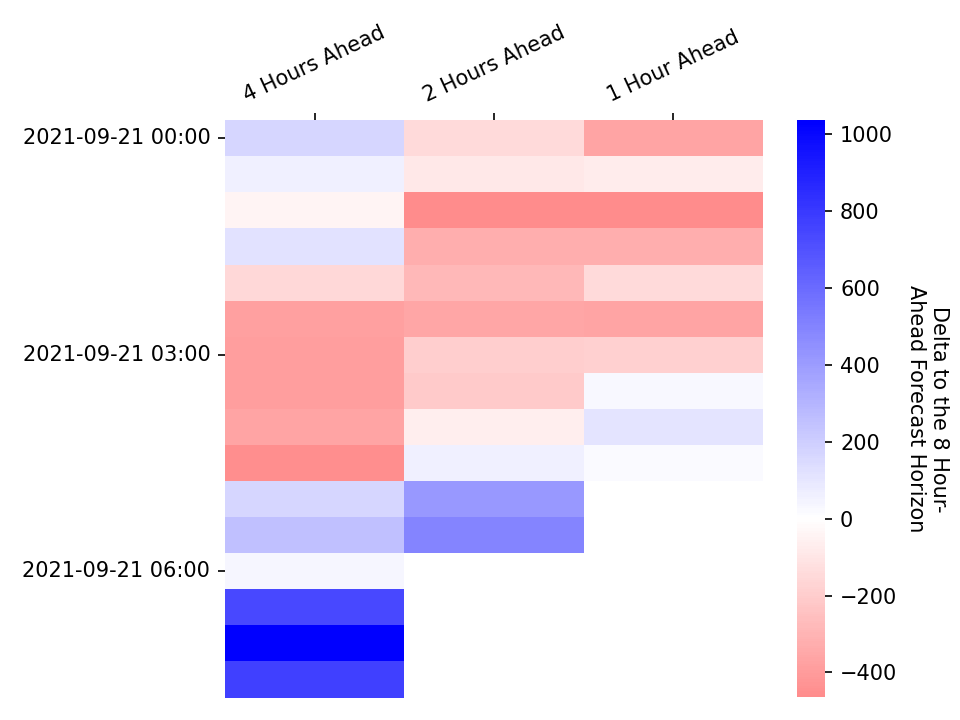 4 Hours Ahead
2 Hours Ahead
1 Hour Ahead
2021-09-21 00:00
2021-09-21 03:00
2021-09-21 06:00
1000
800
600
400
200
0
−200
−400
Delta to the 8 Hour-
Ahead Forecast Horizon